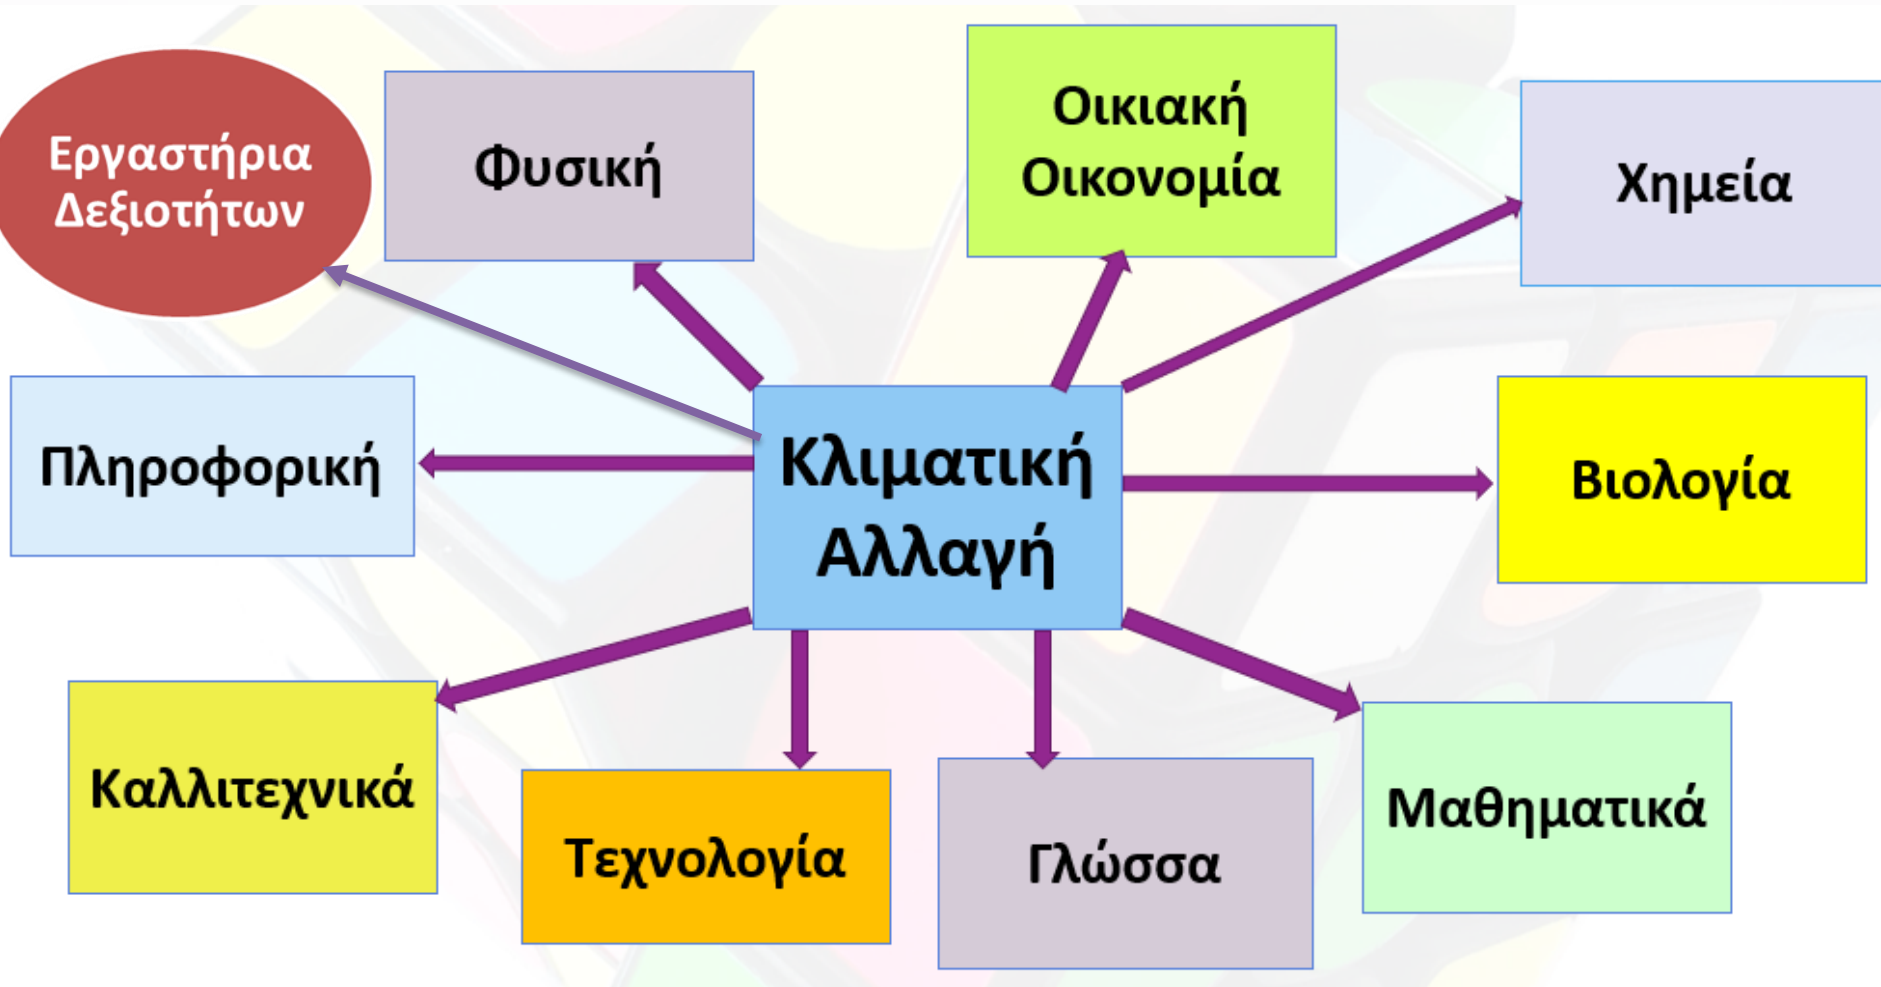 Εργαστήρια
Δεξιοτήτων
Φυσική
Οικιακή
Οικονομία
Χημεία
Πληροφορική
Κλιματική
Αλλαγή
Βιολογία
Καλλιτεχνικά
Τεχνολογία
Γλώσσα
Μαθηματικά